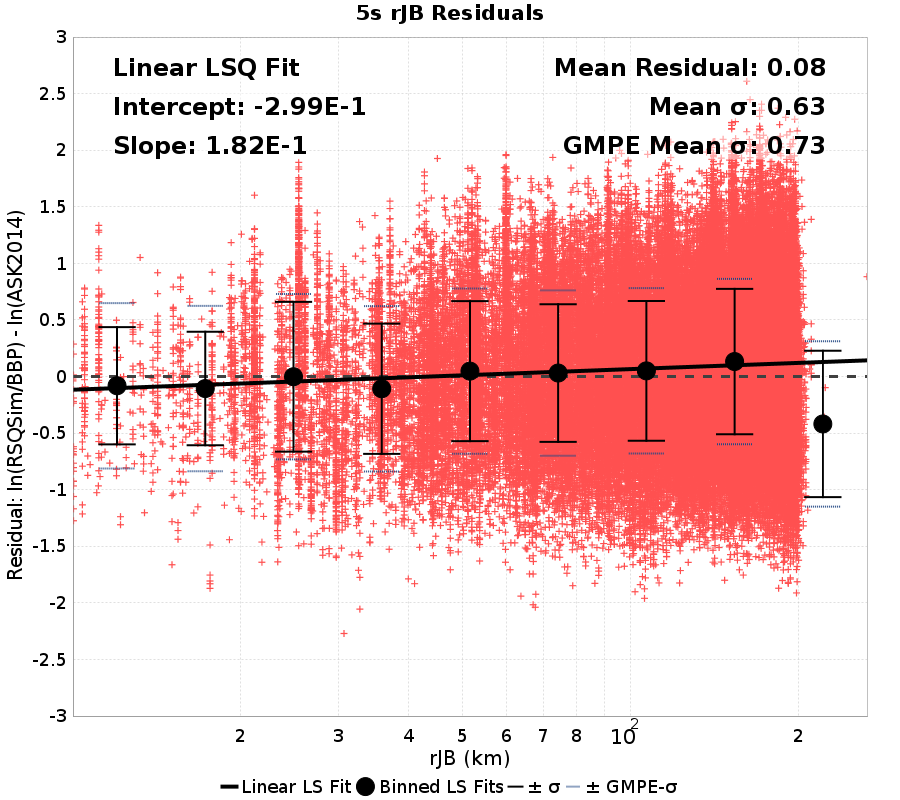 5s rJB Residuals
Linear LSQ Fit
Intercept: -2.99E-1
Slope: 1.82E-1
Mean Residual: 0.08
Mean σ: 0.63
GMPE Mean σ: 0.73
Residual: ln(RSQSim/BBP) - ln(ASK2014)
3
2.5
2
1.5
1
0.5
0
-0.5
-1
-1.5
-2
-2.5
-3
2 3 4 5 6 7 8 10² 2
rJB (km)
Linear LS Fit Binned LS Fits ± σ ± GMPE-σ